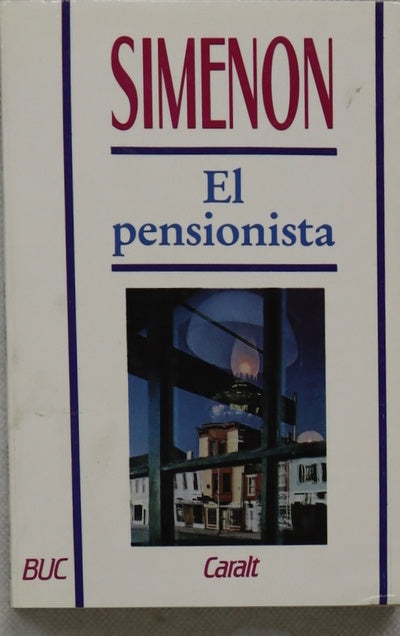 SIMENON
El
pensionista
BUC
Caralt